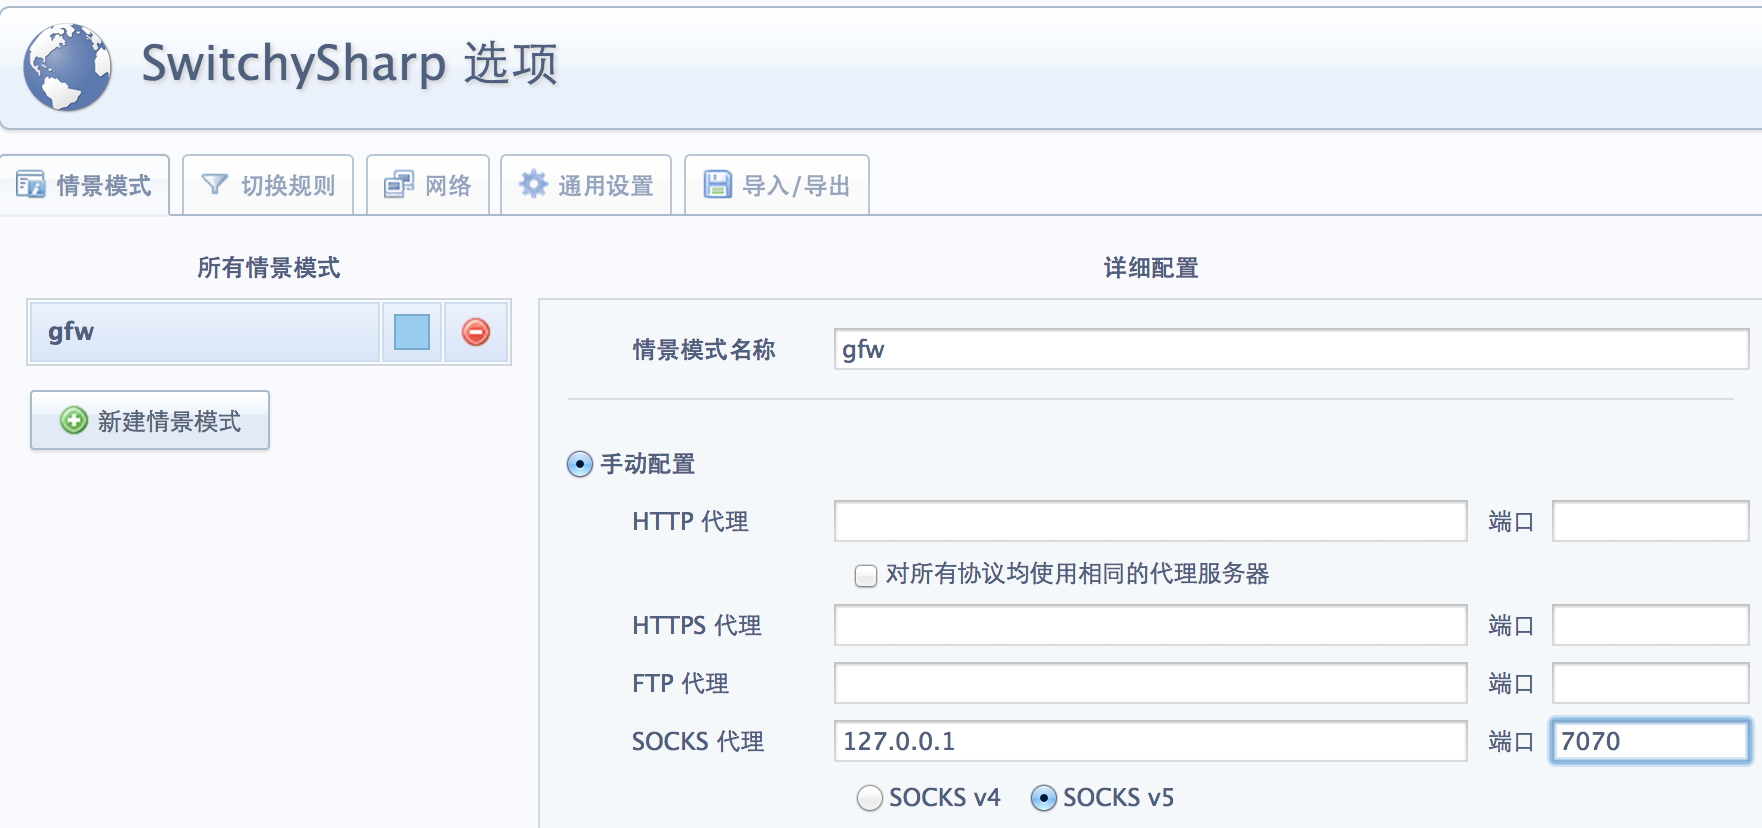 SwitchySharp 选项
情景模式 切换规则 网络 通用设置 导入/导出
所有情景模式
gfw
新建情景模式
详细配置
情景模式名称 gfw
手动配置
HTTP 代理 端口
对所有协议均使用相同的代理服务器
HTTPS 代理 端口
FTP 代理 端口
SOCKS 代理 127.0.0.1 端口 7070
SOCKS v4 SOCKS v5